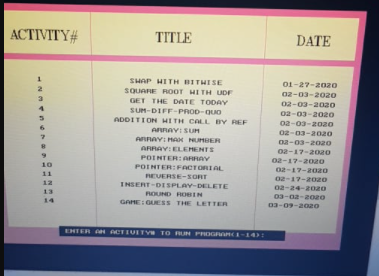 ACTIVITY# TITLE DATE
1 SWAP WITH BITWISE 01-27-2020
2 SQUARE ROOT WITH UDF 02-03-2020
3 GET THE DATE TODAY 02-03-2020
4 SUM-DIFF-PROD-QUO 02-03-2020
5 ADDITION WITH CALL BY REF 02-03-2020
6 ARRAY:SUM 02-03-2020
7 ARRAY:MAX NUMBER 02-03-2020
8 ARRAY:ELEMENTS 02-17-2020
9 POINTER:ARRAY 02-17-2020
10 POINTER:FACTORIAL 02-17-2020
11 REVERSE-SORT 02-17-2020
12 INSERT-DISPLAY-DELETE 02-24-2020
13 ROUND ROBIN 03-02-2020
14 GAME:GUESS THE LETTER 03-09-2020
ENTER AN ACTIVITY# TO RUN PROGRAM(1-14):